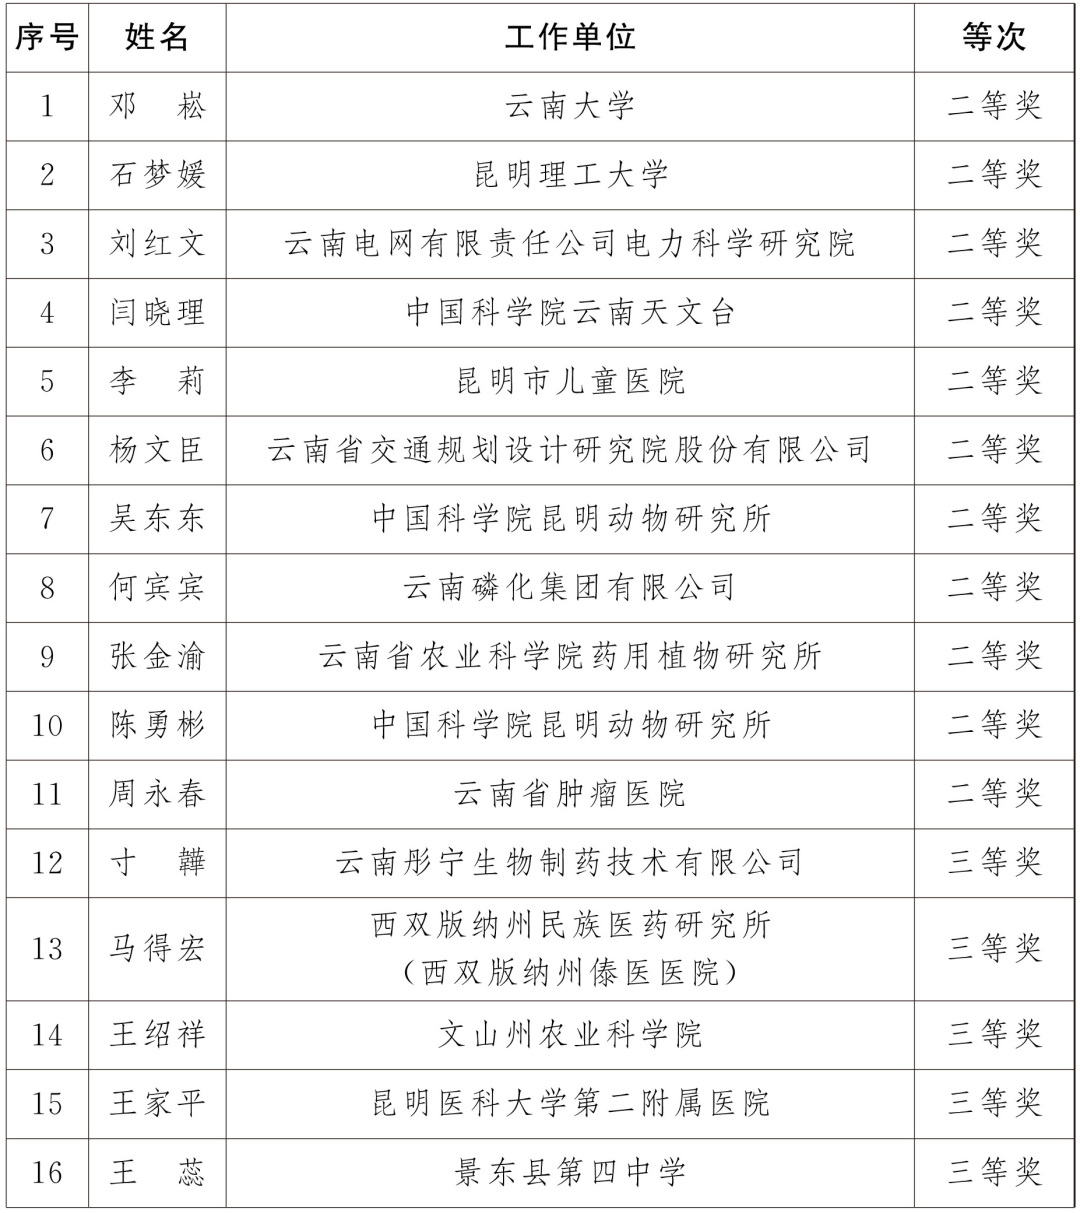 序号 姓名 工作单位 等次
1 邓　崧 云南大学 二等奖
2 石梦媛 昆明理工大学 二等奖
3 刘红文 云南电网有限责任公司电力科学研究院 二等奖
4 闫晓理 中国科学院云南天文台 二等奖
5 李　莉 昆明市儿童医院 二等奖
6 杨文臣 云南省交通规划设计研究院股份有限公司 二等奖
7 吴东东 中国科学院昆明动物研究所 二等奖
8 何宾宾 云南磷化集团有限公司 二等奖
9 张金渝 云南省农业科学院药用植物研究所 二等奖
10 陈勇彬 中国科学院昆明动物研究所 二等奖
11 周永春 云南省肿瘤医院 二等奖
12 寸　韡 云南彤宁生物制药技术有限公司 三等奖
13 马得宏 西双版纳州民族医药研究所
（西双版纳州傣医医院） 三等奖
14 王绍祥 文山州农业科学院 三等奖
15 王家平 昆明医科大学第二附属医院 三等奖
16 王　蕊 景东县第四中学 三等奖